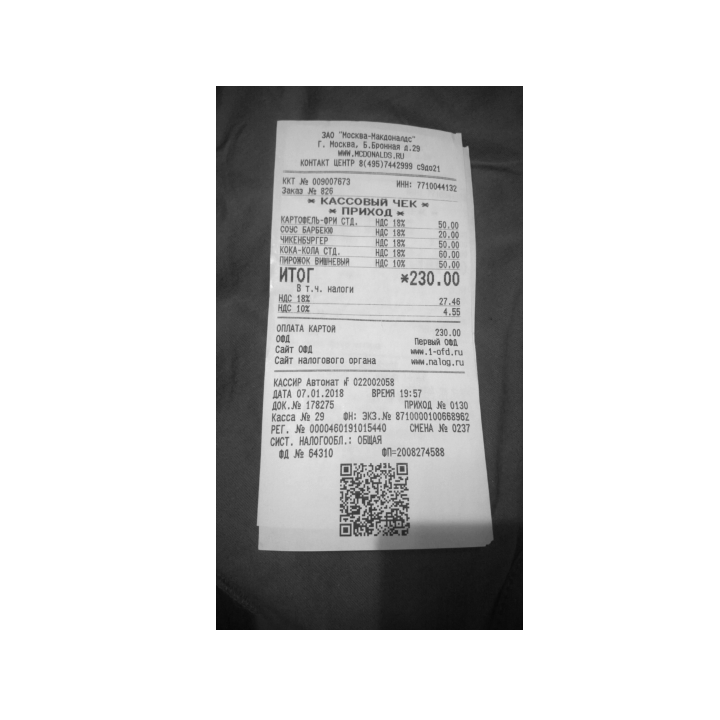 ЗАО "Москва-Макдоналдс"
Г. Москва, Б.Бронная д.29
WWW.MCDONALDS.RU
КОНТАКТ ЦЕНТР 8(495)7442999 с9до21
ККТ № 009007673 ИНН: 7710044132
Заказ № 826
* КАССОВЫЙ ЧЕК *
* ПРИХОД *
КАРТОФЕЛЬ-ФРИ СТД. НДС 18% 50.00
СОУС БАРБЕКЮ НДС 18% 20.00
ЧИКЕНБУРГЕР НДС 18% 50.00
КОКА-КОЛА СТД. НДС 18% 60.00
ПИРОЖОК ВИШНЕВЫЙ НДС 10% 50.00
ИТОГ *230.00
В т.ч. налоги
НДС 18% 27.46
НДС 10% 4.55
ОПЛАТА КАРТОЙ 230.00
ОФД Первый ОФД
Сайт ОФД www.1-ofd.ru
Сайт налогового органа www.nalog.ru
КАССИР Автомат № 022002058
ДАТА 07.01.2018 ВРЕМЯ 19:57
ДОК.№ 178275 ПРИХОД № 0130
Касса № 29 ФН: ЭКЗ.№ 8710000100668962
РЕГ. № 0000460191015440 СМЕНА № 0237
СИСТ. НАЛОГООБЛ.: ОБЩАЯ
ФД № 64310 ФП=2008274588